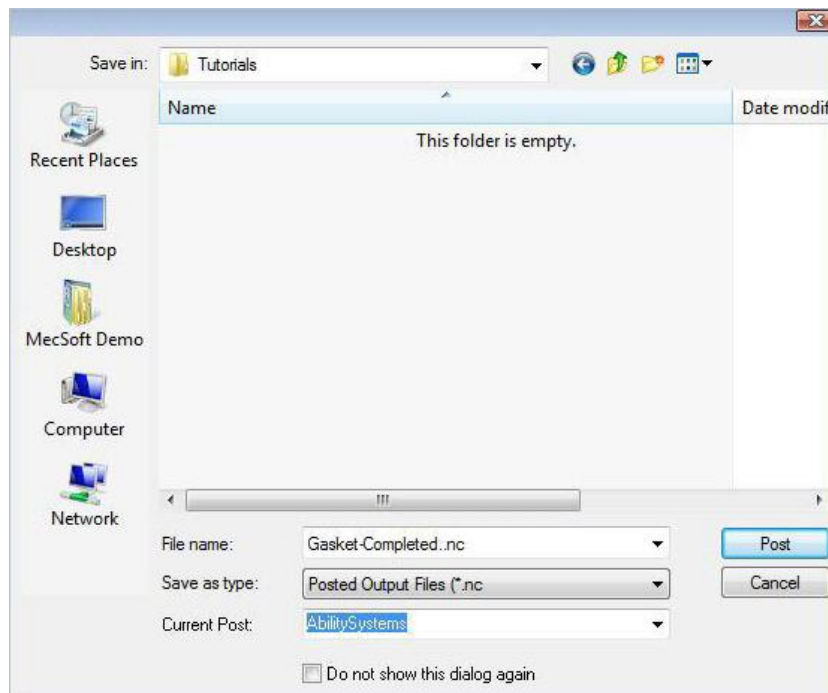 Save in: Tutorials
Name Date modif
This folder is empty.
Recent Places
Desktop
MecSoft Demo
Computer
Network
File name: Gasket-Completed..nc Post
Save as type: Posted Output Files (*.nc Cancel
Current Post: AbilitySystems
Do not show this dialog again